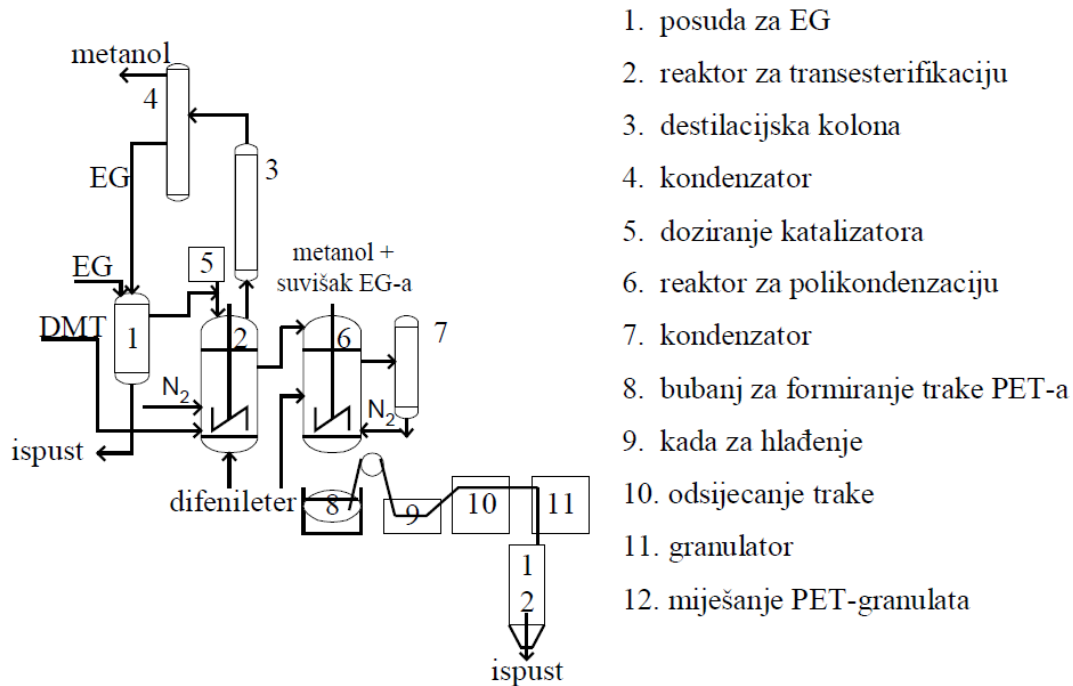 metanol
4
3
EG
5
metanol +
suvišak EG-a
EG
DMT
1
2
6
7
N2
N2
ispust
difenileter
8
9
10
11
1
2
ispust
1. posuda za EG
2. reaktor za transesterifikaciju
3. destilacijska kolona
4. kondenzator
5. doziranje katalizatora
6. reaktor za polikondenzaciju
7. kondenzator
8. bubanj za formiranje trake PET-a
9. kada za hlađenje
10. odsijecanje trake
11. granulator
12. miješanje PET-granulata